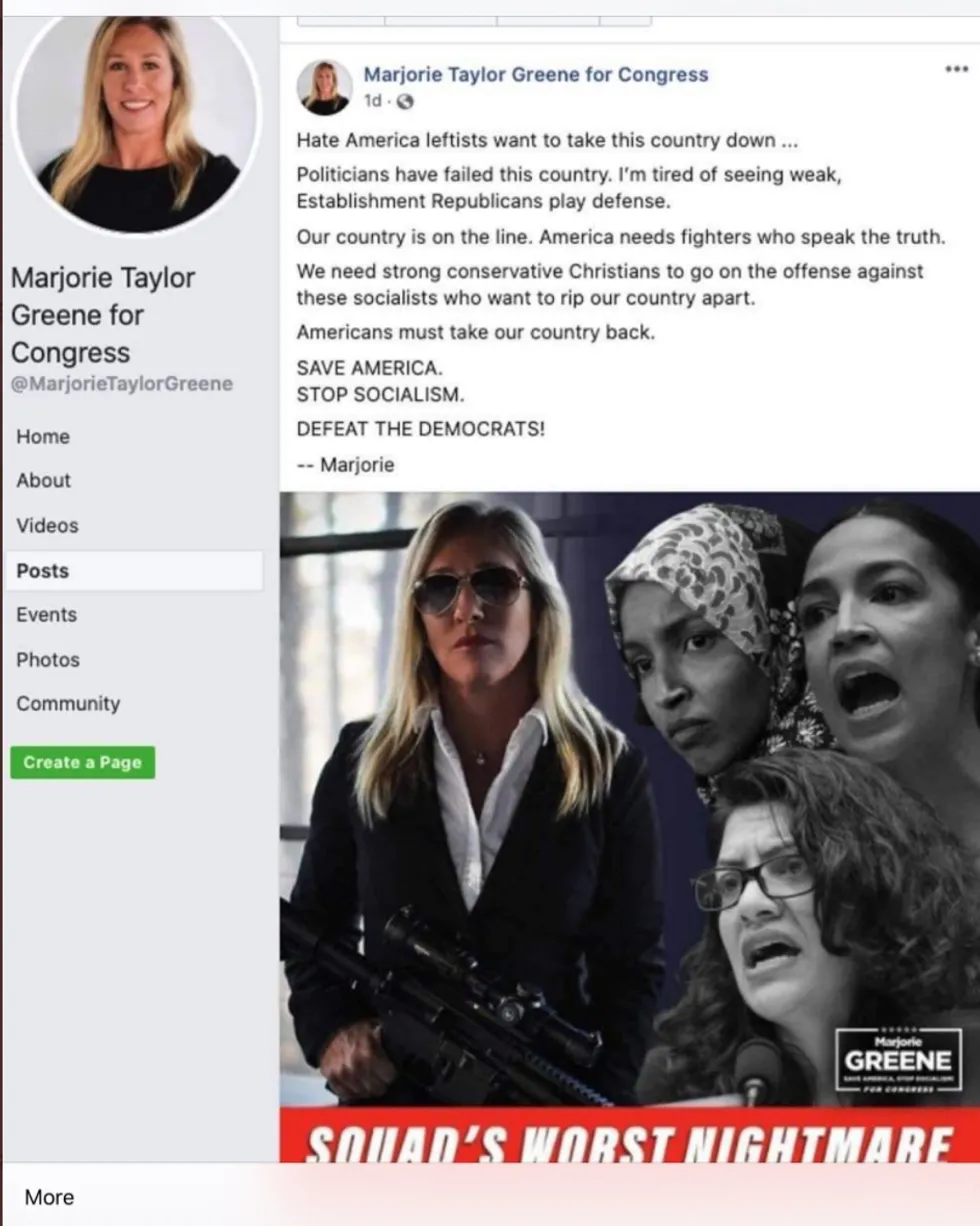 Marjorie Taylor
Greene for
Congress
@MarjorieTaylorGreene
Home
About
Videos
Posts
Events
Photos
Community
Create a Page
Marjorie Taylor Greene for Congress
1d ·
Hate America leftists want to take this country down ...
Politicians have failed this country. I'm tired of seeing weak,
Establishment Republicans play defense.
Our country is on the line. America needs fighters who speak the truth.
We need strong conservative Christians to go on the offense against
these socialists who want to rip our country apart.
Americans must take our country back.
SAVE AMERICA.
STOP SOCIALISM.
DEFEAT THE DEMOCRATS!
-- Marjorie
Marjorie
GREENE
SAVE AMERICA, STOP SOCIALISM!
FOR CONGRESS
SQUAD'S WORST NIGHTMARE
More